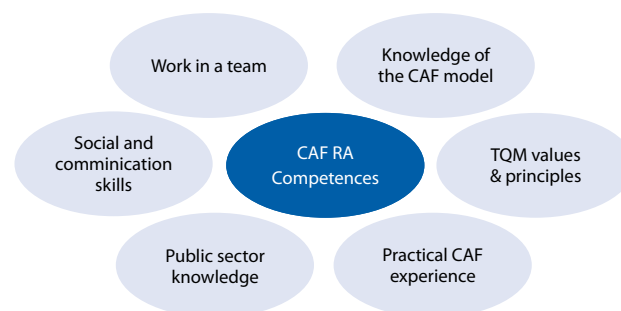 Work in a team
Knowledge of
the CAF model
Social and
comminication
skills
CAF RA
Competences
TQM values
& principles
Public sector
knowledge
Practical CAF
experience